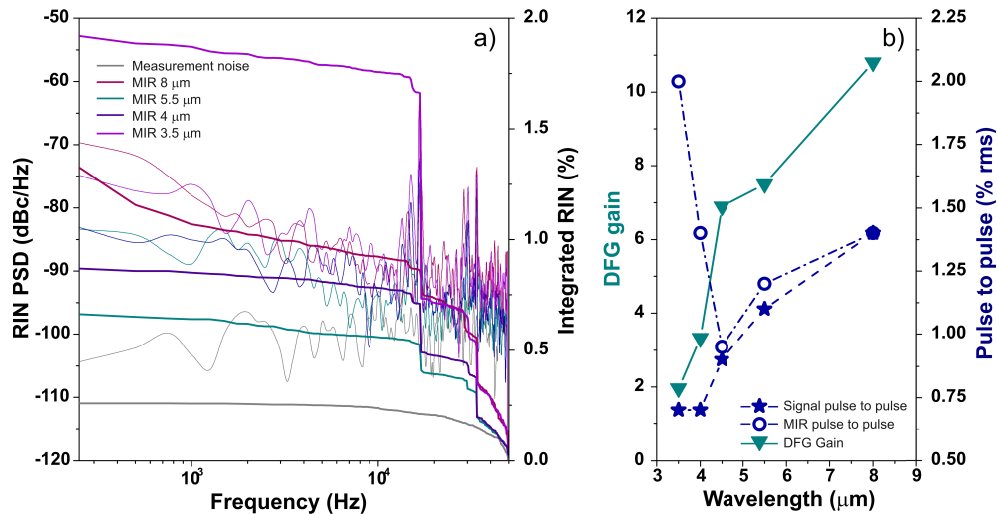 a)
-50
-60
-70
-80
-90
-100
-110
-120
RIN PSD (dBc/Hz)
Measurement noise
MIR 8 μm
MIR 5.5 μm
MIR 4 μm
MIR 3.5 μm
10³
10⁴
Frequency (Hz)
2.0
1.5
1.0
0.5
0.0
Integrated RIN (%)
b)
12
10
8
6
4
2
0
DFG gain
Signal pulse to pulse
MIR pulse to pulse
DFG Gain
3 4 5 6 7 8 9
Wavelength (μm)
2.25
2.00
1.75
1.50
1.25
1.00
0.75
0.50
Pulse to pulse (% rms)